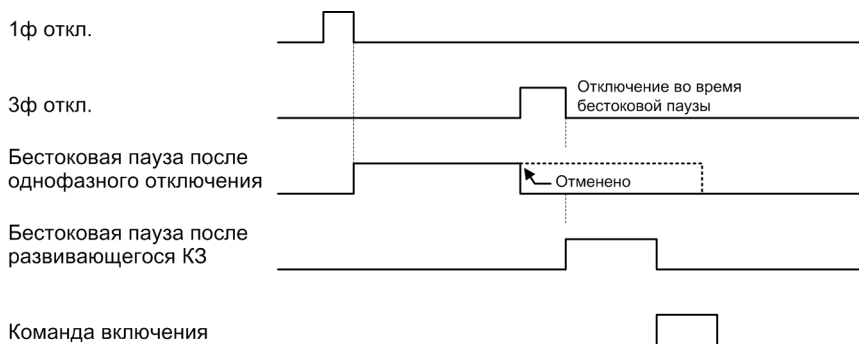 1ф откл.
3ф откл.
Отключение во время
бестоковой паузы
Бестоковая пауза после
однофазного отключения
Отменено
Бестоковая пауза после
развивающегося КЗ
Команда включения